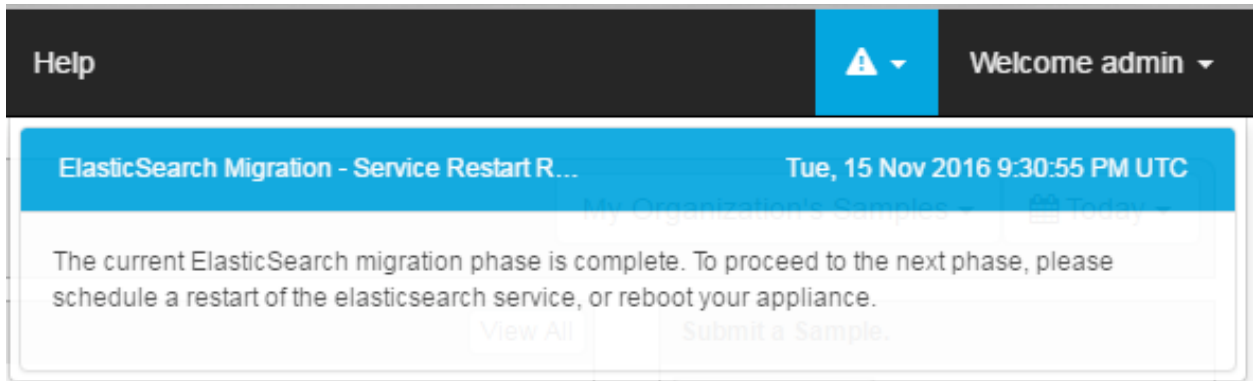 Help
Welcome admin
ElasticSearch Migration - Service Restart R... Tue, 15 Nov 2016 9:30:55 PM UTC
My Organization's Samples Today
The current ElasticSearch migration phase is complete. To proceed to the next phase, please
schedule a restart of the elasticsearch service, or reboot your appliance.
View All Submit a Sample.